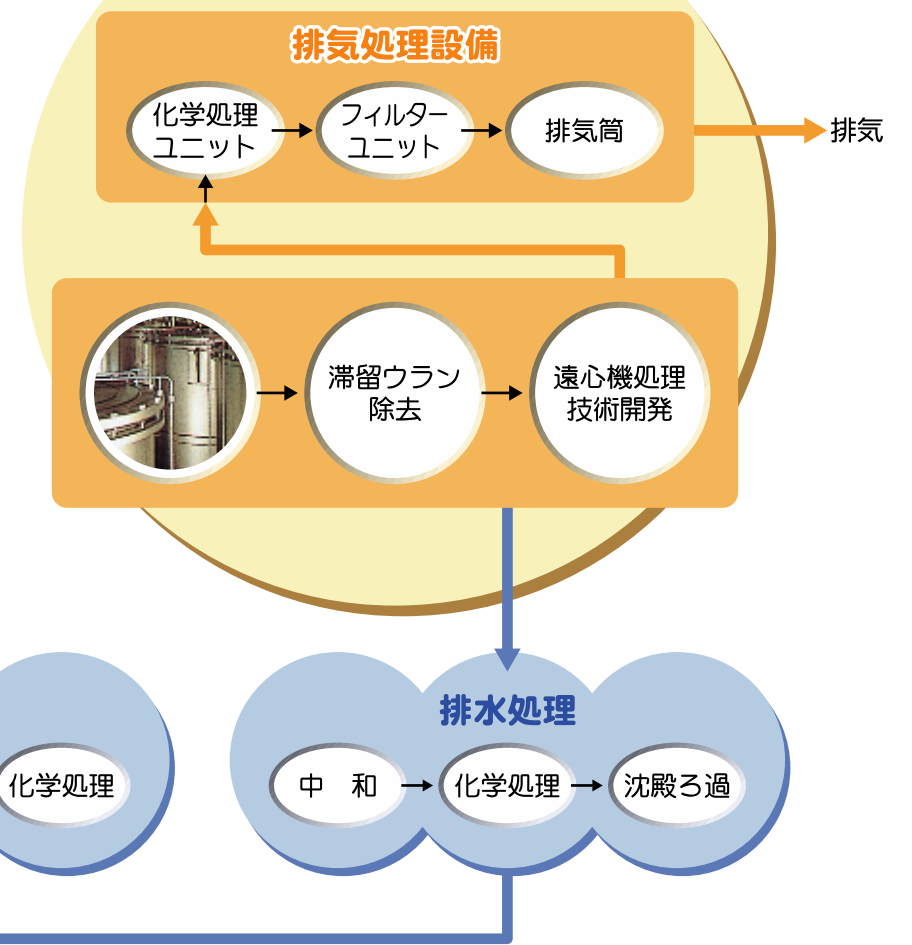 排気処理設備
化学処理
ユニット
フィルター
ユニット
排気筒
排気
滞留ウラン
除去
遠心機処理
技術開発
排水処理
化学処理
中　和
化学処理
沈殿ろ過